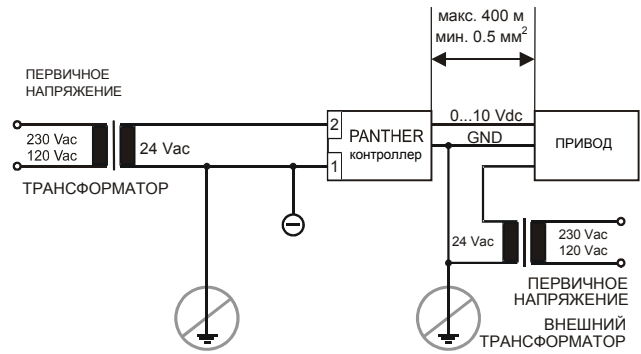 макс. 400 м
мин. 0.5 мм²
ПЕРВИЧНОЕ
НАПРЯЖЕНИЕ
230 Vac
120 Vac
24 Vac
ТРАНСФОРМАТОР
2
1
PANTHER
контроллер
0...10 Vdc
GND
ПРИВОД
24 Vac
230 Vac
120 Vac
ПЕРВИЧНОЕ
НАПРЯЖЕНИЕ
ВНЕШНИЙ
ТРАНСФОРМАТОР